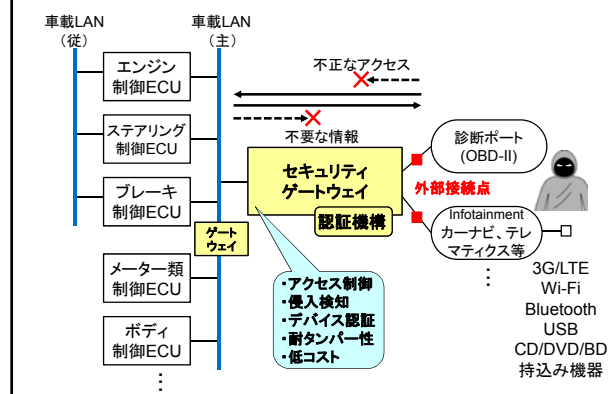 車載LAN
(従)
車載LAN
(主)
エンジン
制御ECU
ステアリング
制御ECU
ブレーキ
制御ECU
ゲート
ウェイ
メーター類
制御ECU
ボディ
制御ECU
⋮
不正なアクセス
不要な情報
セキュリティ
ゲートウェイ
認証機構
・アクセス制御
・侵入検知
・デバイス認証
・耐タンパー性
・低コスト
診断ポート
(OBD-II)
外部接続点
Infotainment
カーナビ、テレ
マティクス等
⋮
3G/LTE
Wi-Fi
Bluetooth
USB
CD/DVD/BD
持込み機器